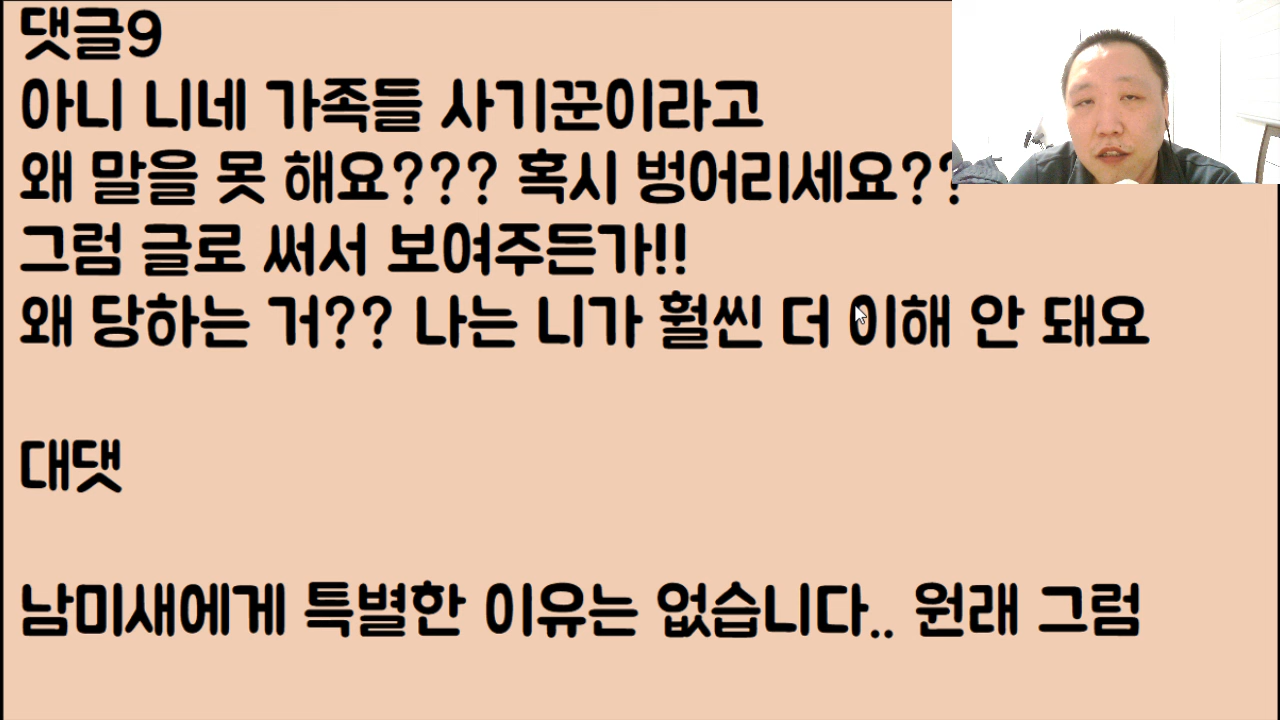 댓글9
아니 니네 가족들 사기꾼이라고
왜 말을 못 해요??? 혹시 벙어리세요??
그럼 글로 써서 보여주든가!!
왜 당하는 거?? 나는 니가 훨씬 더 이해 안 돼요
대댓
남미새에게 특별한 이유는 없습니다.. 원래 그럼